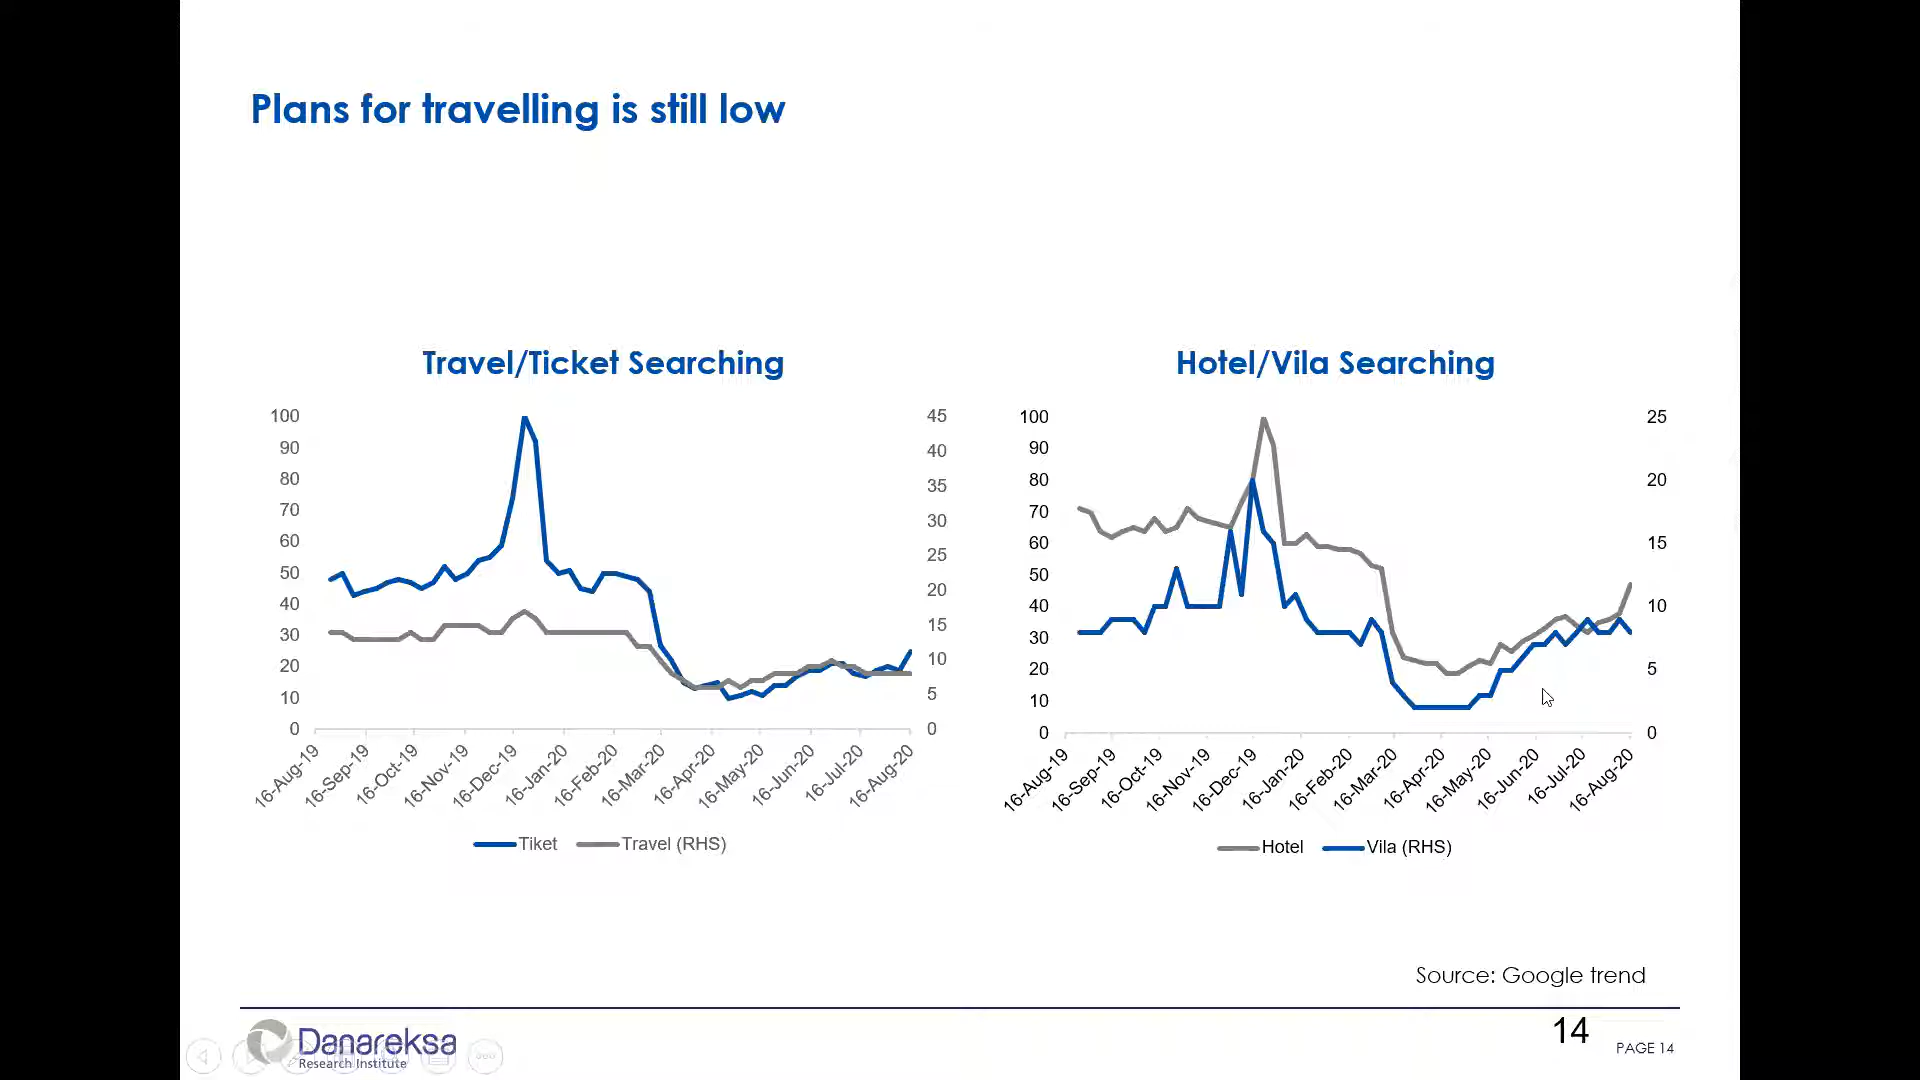 Plans for travelling is still low
Travel/Ticket Searching
100
90
80
70
60
50
40
30
20
10
0
45
40
35
30
25
20
15
10
5
0
16-Aug-19
16-Sep-19
16-Oct-19
16-Nov-19
16-Dec-19
16-Jan-20
16-Feb-20
16-Mar-20
16-Apr-20
16-May-20
16-Jun-20
16-Jul-20
16-Aug-20
Tiket
Travel (RHS)
Hotel/Vila Searching
100
90
80
70
60
50
40
30
20
10
0
25
20
15
10
5
0
16-Aug-19
16-Sep-19
16-Oct-19
16-Nov-19
16-Dec-19
16-Jan-20
16-Feb-20
16-Mar-20
16-Apr-20
16-May-20
16-Jun-20
16-Jul-20
16-Aug-20
Hotel
Vila (RHS)
Source: Google trend
Danareksa
Research Institute
14
PAGE 14